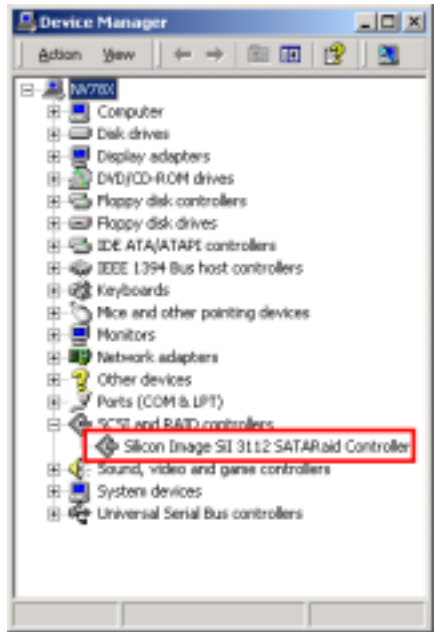 Device Manager
Action View
NV78X
Computer
Disk drives
Display adapters
DVD/CD-ROM drives
Floppy disk controllers
Floppy disk drives
IDE ATA/ATAPI controllers
IEEE 1394 Bus host controllers
Keyboards
Mice and other pointing devices
Monitors
Network adapters
Other devices
Ports (COM & LPT)
SCSI and RAID controllers
Silicon Image SiI 3112 SATARaid Controller
Sound, video and game controllers
System devices
Universal Serial Bus controllers